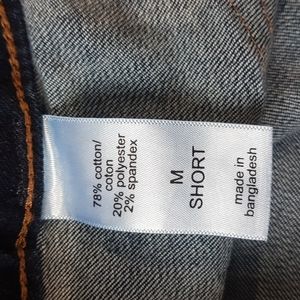 78% cotton/
coton
20% polyester
2% spandex
M
SHORT
made in
bangladesh